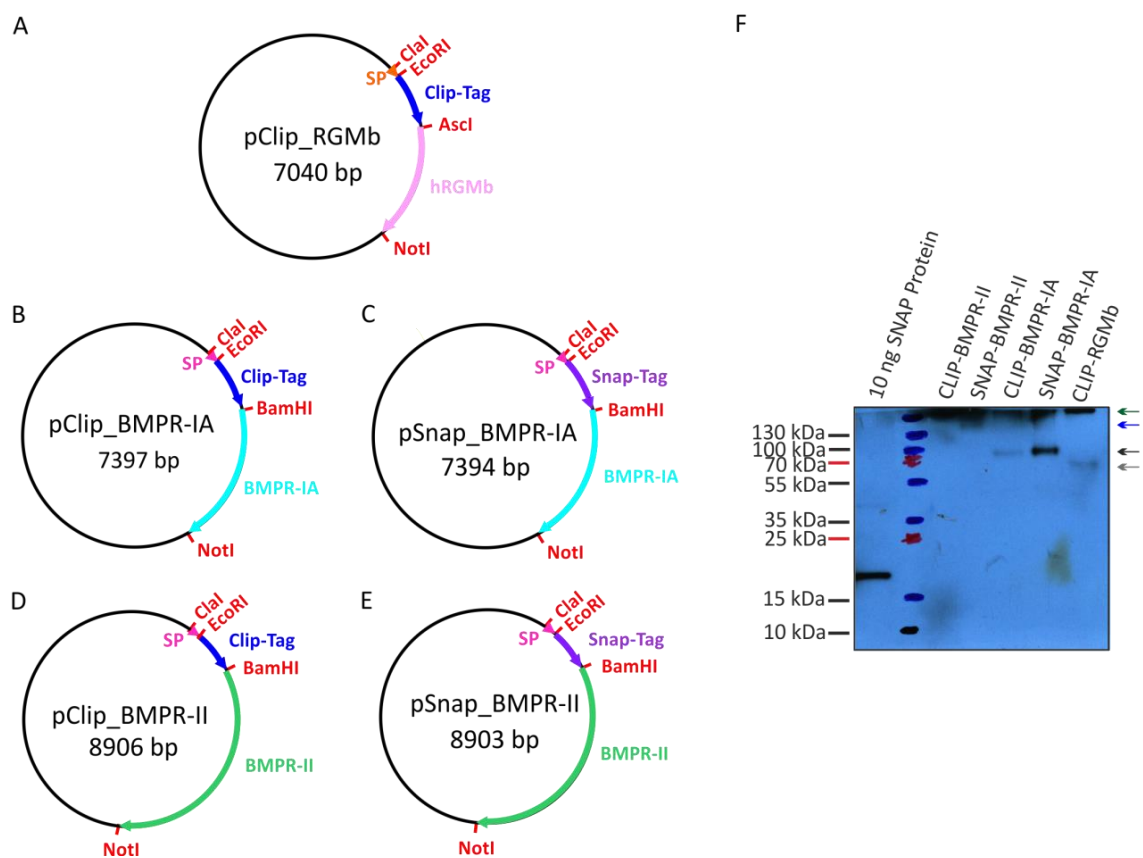 A
ClaI
EcoRI
SP
Clip-Tag
AscI
pClip_RGMb
7040 bp
hRGMb
NotI
B
ClaI
EcoRI
SP
Clip-Tag
BamHI
pClip_BMPR-IA
7397 bp
BMPR-IA
NotI
C
ClaI
EcoRI
SP
Snap-Tag
BamHI
pSnap_BMPR-IA
7394 bp
BMPR-IA
NotI
D
ClaI
EcoRI
SP
Clip-Tag
BamHI
pClip_BMPR-II
8906 bp
BMPR-II
NotI
E
ClaI
EcoRI
SP
Snap-Tag
BamHI
pSnap_BMPR-II
8903 bp
BMPR-II
NotI
F
10 ng SNAP Protein
CLIP-BMPR-II
SNAP-BMPR-II
CLIP-BMPR-IA
SNAP-BMPR-IA
CLIP-RGMb
130 kDa
100 kDa
70 kDa
55 kDa
35 kDa
25 kDa
15 kDa
10 kDa